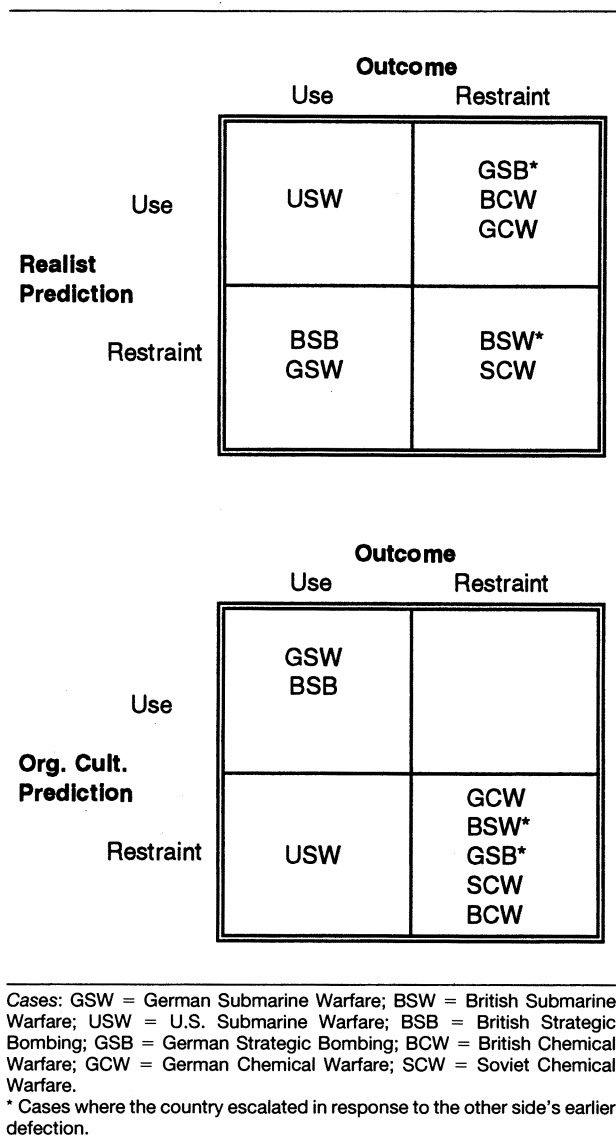 Outcome
Use Restraint
Use USW GSB*
BCW
GCW
Realist
Prediction
Restraint BSB BSW*
GSW SCW
Outcome
Use Restraint
Use GSW
BSB
Org. Cult.
Prediction
Restraint USW GCW
BSW*
GSB*
SCW
BCW
Cases: GSW = German Submarine Warfare; BSW = British Submarine
Warfare; USW = U.S. Submarine Warfare; BSB = British Strategic
Bombing; GSB = German Strategic Bombing; BCW = British Chemical
Warfare; GCW = German Chemical Warfare; SCW = Soviet Chemical
Warfare.
* Cases where the country escalated in response to the other side's earlier
defection.